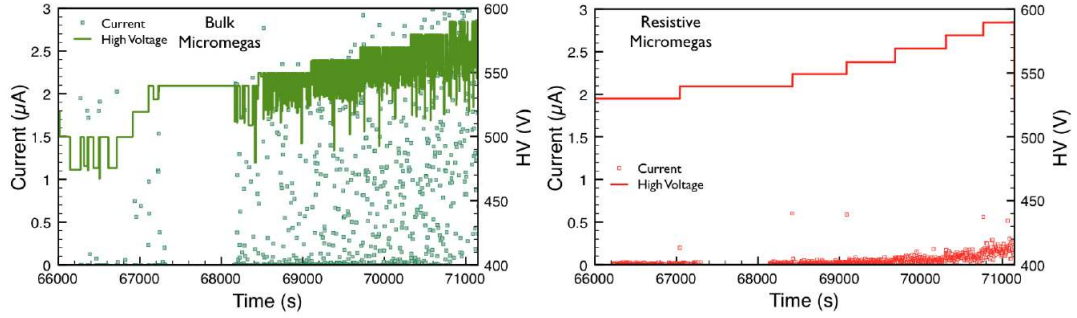 3
2.5
2
1.5
1
0.5
0
Current (μA)
Current
High Voltage
Bulk
Micromegas
600
550
500
450
400
HV (V)
66000 67000 68000 69000 70000 71000
Time (s)
3
2.5
2
1.5
1
0.5
0
Current (μA)
Resistive
Micromegas
Current
High Voltage
600
550
500
450
400
HV (V)
66000 67000 68000 69000 70000 71000
Time (s)